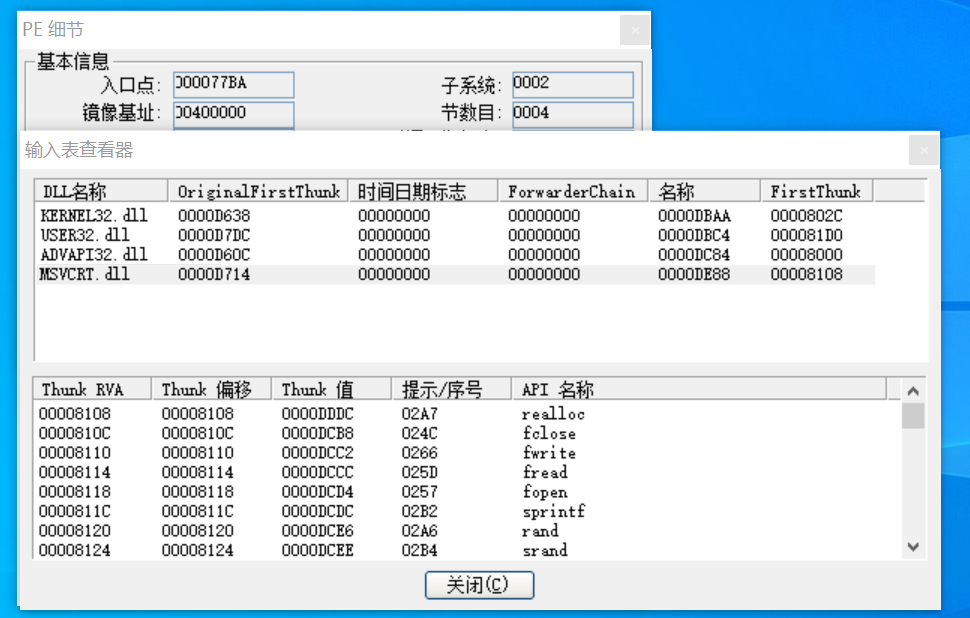 PE 细节
基本信息
入口点: 000077BA 子系统: 0002
镜像基址: 00400000 节数目: 0004
输入表查看器
DLL名称 OriginalFirstThunk 时间日期标志 ForwarderChain 名称 FirstThunk
KERNEL32.dll 0000D638 00000000 00000000 0000DBAA 0000802C
USER32.dll 0000D7DC 00000000 00000000 0000DBC4 000081D0
ADVAPI32.dll 0000D60C 00000000 00000000 0000DC84 00008000
MSVCRT.dll 0000D714 00000000 00000000 0000DE88 00008108
Thunk RVA Thunk 偏移 Thunk 值 提示/序号 API 名称
00008108 00008108 0000DDDC 02A7 realloc
0000810C 0000810C 0000DCB8 024C fclose
00008110 00008110 0000DCC2 0266 fwrite
00008114 00008114 0000DCCC 025D fread
00008118 00008118 0000DCD4 0257 fopen
0000811C 0000811C 0000DCDC 02B2 sprintf
00008120 00008120 0000DCE6 02A6 rand
00008124 00008124 0000DCEE 02B4 srand
关闭(C)